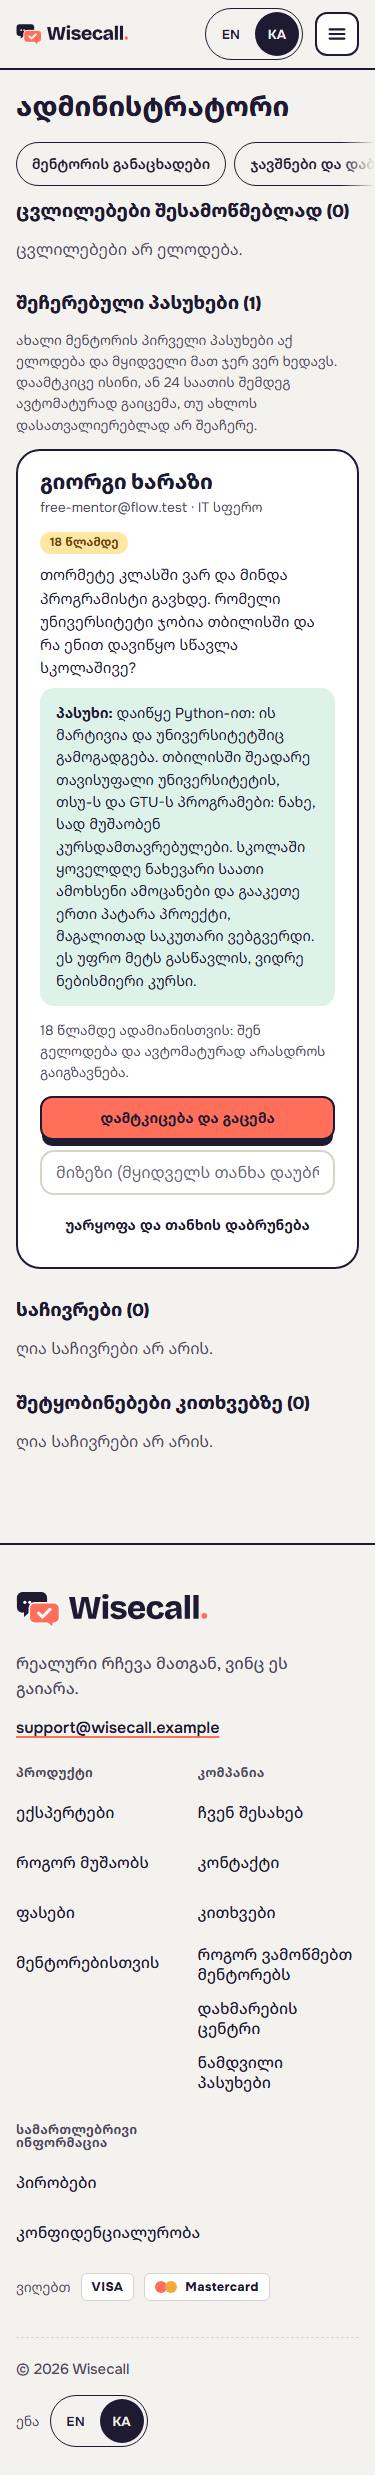 Wisecall.
EN KA
ადმინისტრატორი
მენტორის განაცხადები
ჯავშნები და
ცვლილებები შესამოწმებლად (0)
ცვლილებები არ ელოდება.
შეჩერებული პასუხები (1)
ახალი მენტორის პირველი პასუხები აქ
ელოდება და მყიდველი მათ ჯერ ვერ ხედავს.
დაამტკიცე ისინი, ან 24 საათის შემდეგ
ავტომატურად გაიცემა, თუ ახლოს
დასათვალიერებლად არ შეაჩერე.
გიორგი ხარაზი
free-mentor@flow.test · IT სფერო
18 წლამდე
თორმეტე კლასში ვარ და მინდა
პროგრამისტი გავხდე. რომელი
უნივერსიტეტი ჯობია თბილისში და
რა ენით დავიწყო სწავლა
სკოლაშივე?
პასუხი: დაიწყე Python-ით: ის
მარტივია და უნივერსიტეტშიც
გამოგადგება. თბილისში შეადარე
თავისუფალი უნივერსიტეტის,
თსუ-ს და GTU-ს პროგრამები: ნახე,
სად მუშაობენ
კურსდამთავრებულები. სკოლაში
ყოველდღე ნახევარი საათი
ამოხსენი ამოცანები და გააკეთე
ერთი პატარა პროექტი,
მაგალითად საკუთარი ვებგვერდი.
ეს უფრო მეტს გასწავლის, ვიდრე
ნებისმიერი კურსი.
18 წლამდე ადამიანისთვის: შენ
გელოდება და ავტომატურად არასდროს
გაიგზავნება.
დამტკიცება და გაცემა
მიზეზი (მყიდველს თანხა
უარყოფა და თანხის დაბრუნება
საჩივრები (0)
ღია საჩივრები არ არის.
შეტყობინებები კითხვებზე (0)
ღია საჩივრები არ არის.
Wisecall.
რეალური რჩევა მათგან, ვინც ეს
გაიარა.
support@wisecall.example
პროდუქტი
ექსპერტები
როგორ მუშაობს
ფასები
მენტორებისთვის
კომპანია
ჩვენ შესახებ
კონტაქტი
კითხვები
როგორ ვამოწმებთ
მენტორებს
დახმარების
ცენტრი
ნამდვილი
პასუხები
სამართლებრივი
ინფორმაცია
პირობები
კონფიდენციალურობა
ვიღებთ VISA Mastercard
© 2026 Wisecall
ენა EN KA